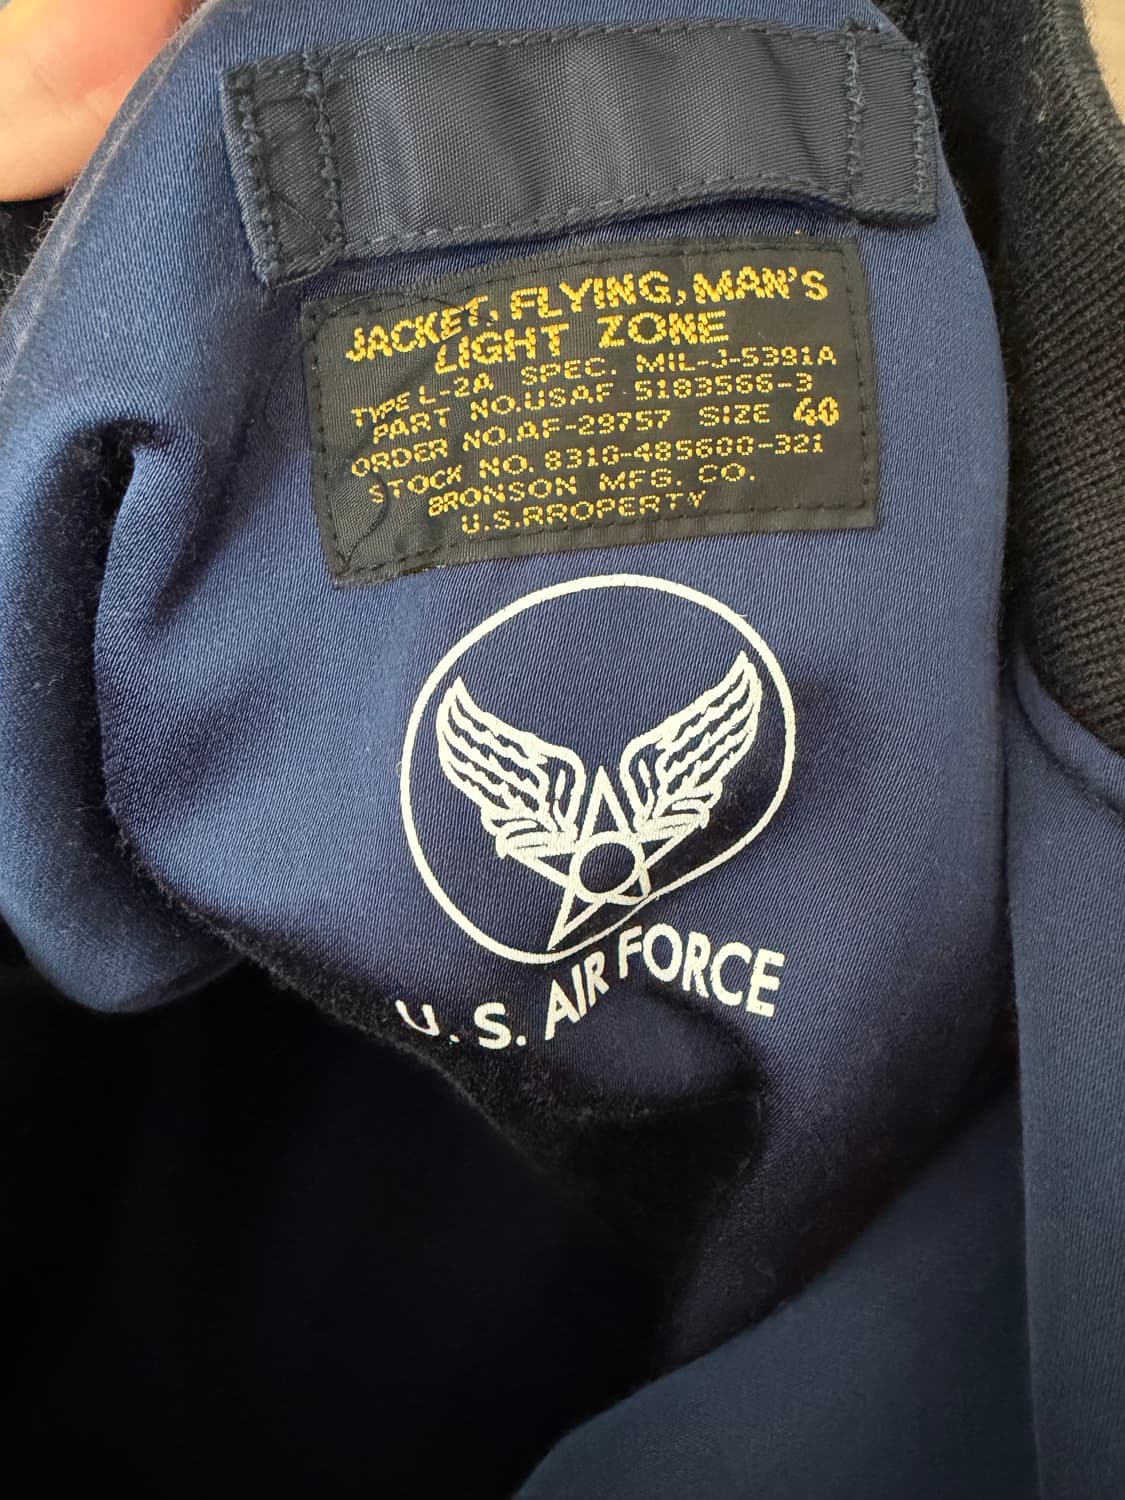 JACKET, FLYING, MAN'S
LIGHT ZONE
TYPE L-2A SPEC. MIL-J-5391A
PART NO.USAF 5183566-3
ORDER NO.AF-29757 SIZE 40
STOCK NO. 8310-485600-321
BRONSON MFG. CO.
U.S.RROPERTY
U.S. AIR FORCE